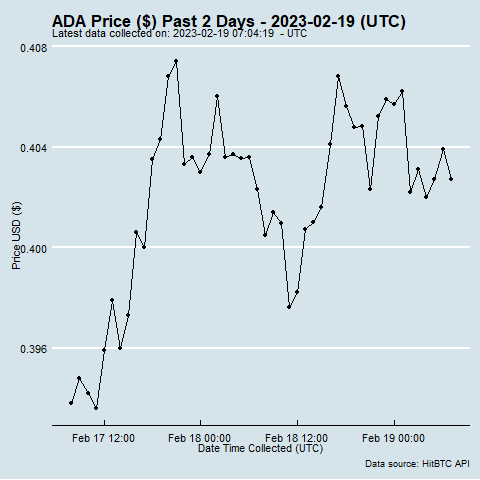 ADA Price ($) Past 2 Days - 2023-02-19 (UTC)
Latest data collected on: 2023-02-19 07:04:19 - UTC
0.408
0.404
0.400
0.396
Price USD ($)
Feb 17 12:00
Feb 18 00:00
Feb 18 12:00
Feb 19 00:00
Date Time Collected (UTC)
Data source: HitBTC API